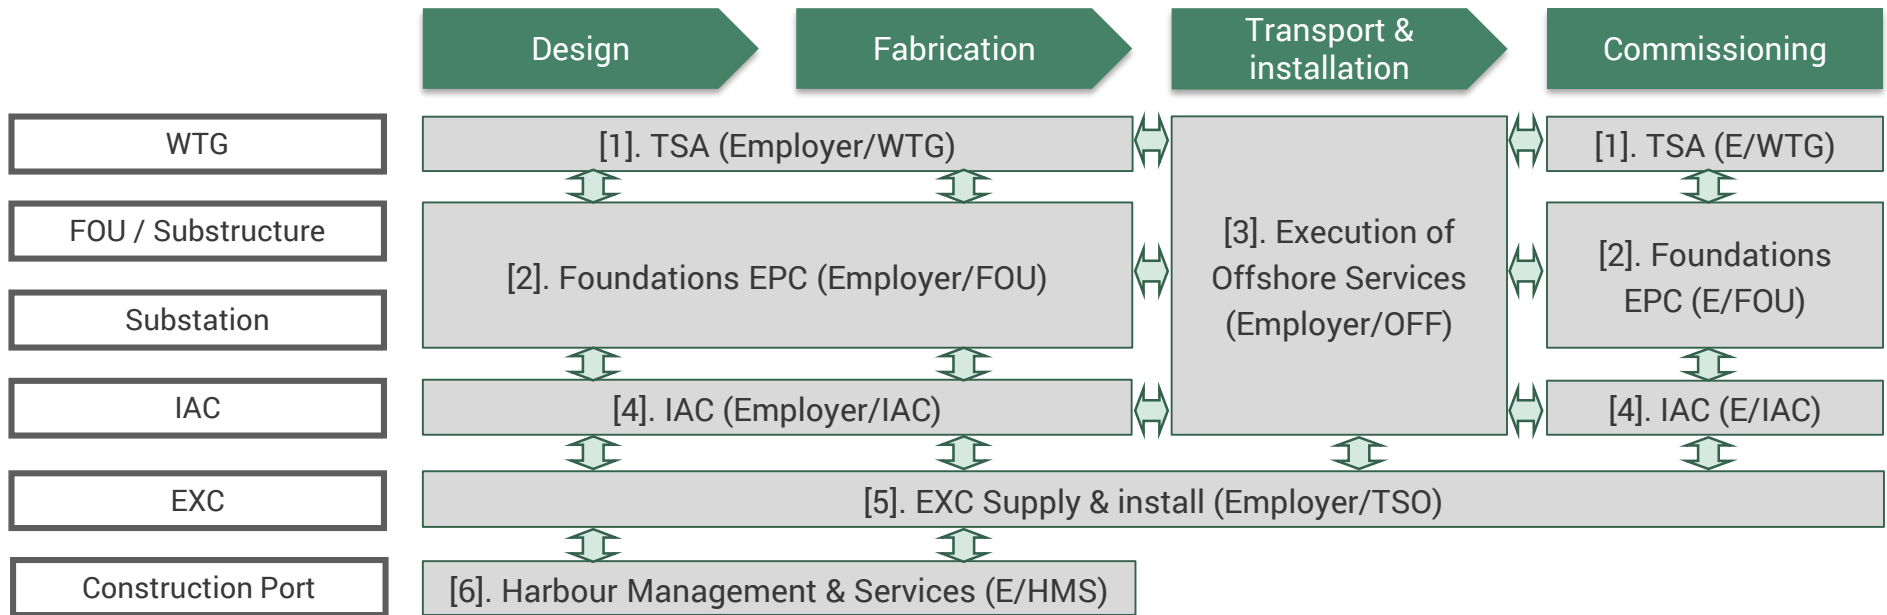 Design
Fabrication
Transport &
installation
Commissioning
WTG
[1]. TSA (Employer/WTG)
[1]. TSA (E/WTG)
FOU / Substructure
[2]. Foundations EPC (Employer/FOU)
[3]. Execution of
Offshore Services
(Employer/OFF)
[2]. Foundations
EPC (E/FOU)
Substation
IAC
[4]. IAC (Employer/IAC)
[4]. IAC (E/IAC)
EXC
[5]. EXC Supply & install (Employer/TSO)
Construction Port
[6]. Harbour Management & Services (E/HMS)